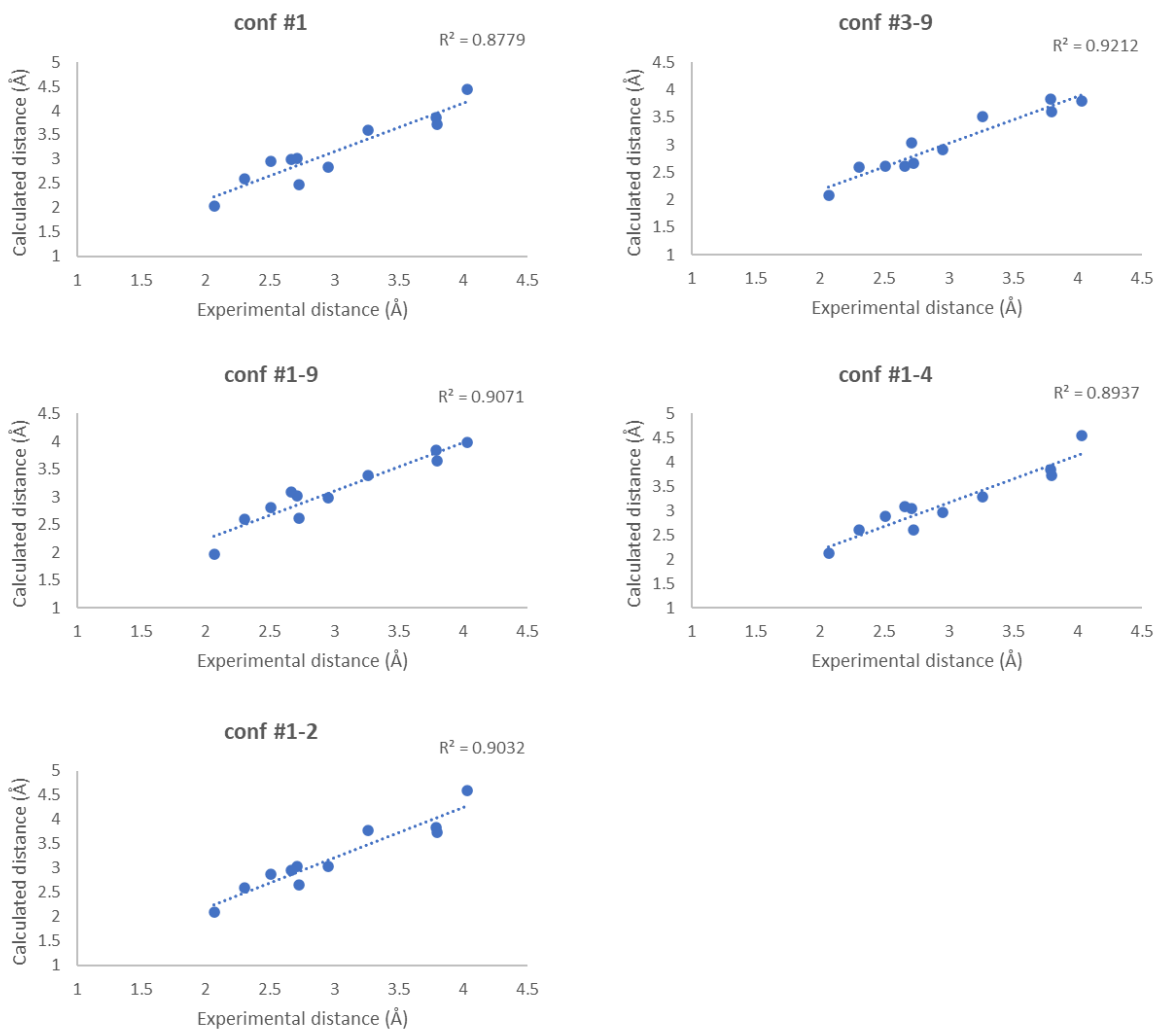 conf #1
R² = 0.8779
Calculated distance (Å)
5
4.5
4
3.5
3
2.5
2
1.5
1
1 1.5 2 2.5 3 3.5 4 4.5
Experimental distance (Å)
conf #3-9
R² = 0.9212
Calculated distance (Å)
4.5
4
3.5
3
2.5
2
1.5
1
1 1.5 2 2.5 3 3.5 4 4.5
Experimental distance (Å)
conf #1-9
R² = 0.9071
Calculated distance (Å)
4.5
4
3.5
3
2.5
2
1.5
1
1 1.5 2 2.5 3 3.5 4 4.5
Experimental distance (Å)
conf #1-4
R² = 0.8937
Calculated distance (Å)
5
4.5
4
3.5
3
2.5
2
1.5
1
1 1.5 2 2.5 3 3.5 4 4.5
Experimental distance (Å)
conf #1-2
R² = 0.9032
Calculated distance (Å)
5
4.5
4
3.5
3
2.5
2
1.5
1
1 1.5 2 2.5 3 3.5 4 4.5
Experimental distance (Å)